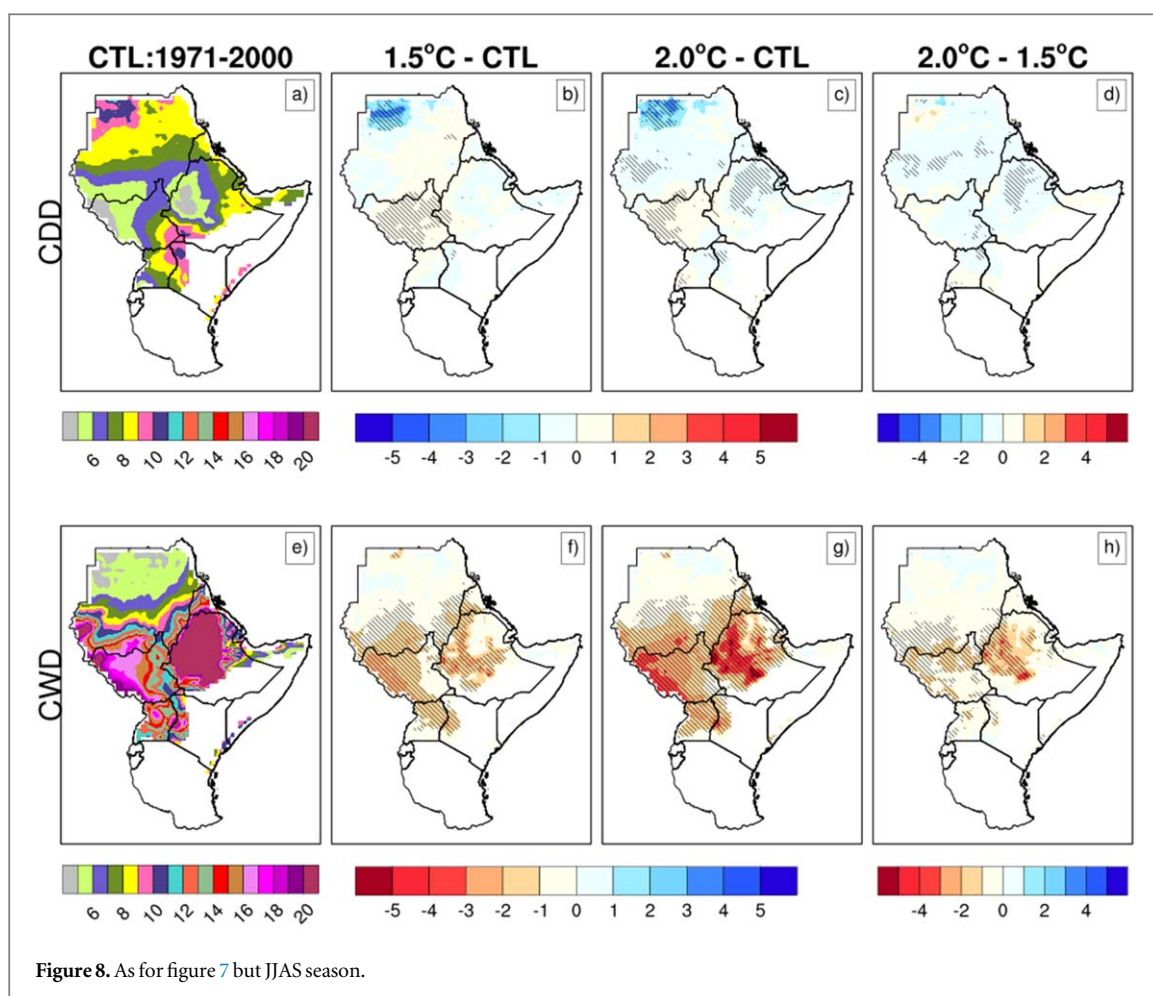 CTL:1971-2000 1.5°C - CTL 2.0°C - CTL 2.0°C - 1.5°C
a) b) c) d)
CDD
6 8 10 12 14 16 18 20
-5 -4 -3 -2 -1 0 1 2 3 4 5
-4 -2 0 2 4
e) f) g) h)
CWD
6 8 10 12 14 16 18 20
-5 -4 -3 -2 -1 0 1 2 3 4 5
-4 -2 0 2 4
Figure 8. As for figure 7 but JJAS season.